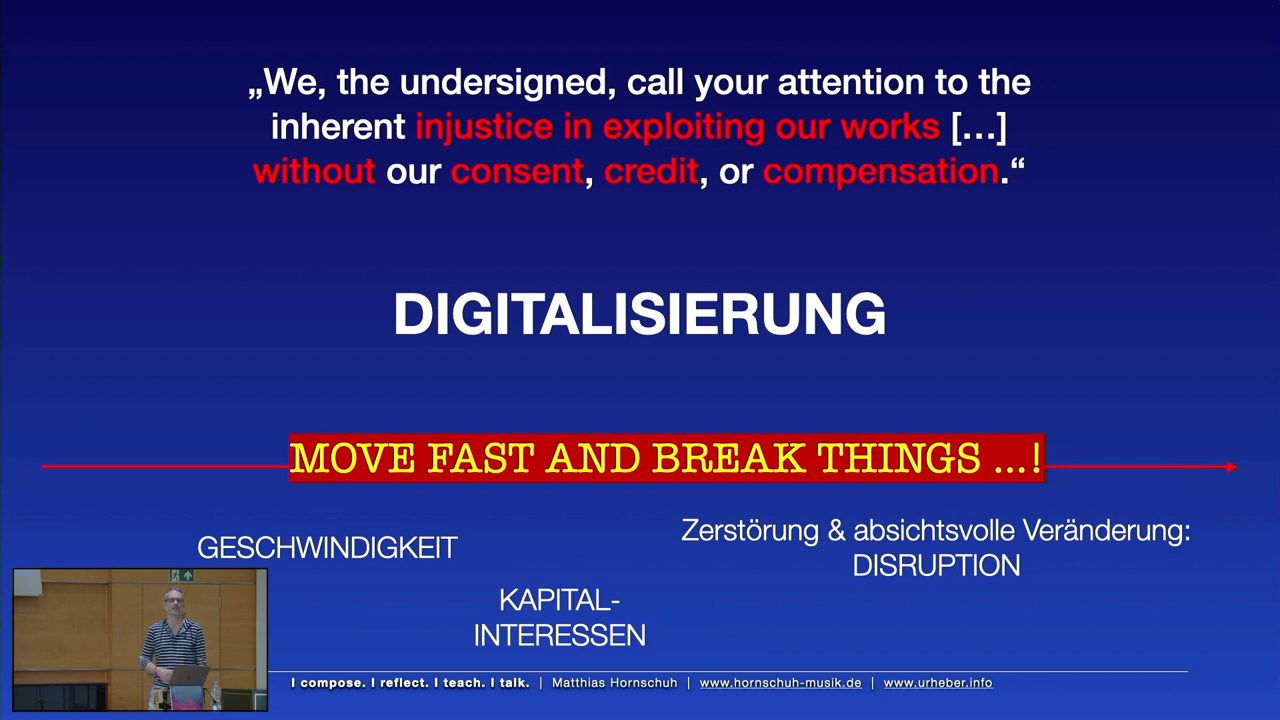 „We, the undersigned, call your attention to the
inherent injustice in exploiting our works […]
without our consent, credit, or compensation.“
DIGITALISIERUNG
MOVE FAST AND BREAK THINGS …!
GESCHWINDIGKEIT
Zerstörung & absichtsvolle Veränderung:
DISRUPTION
KAPITAL-
INTERESSEN
I compose. I reflect. I teach. I talk. | Matthias Hornschuh | www.hornschuh-musik.de | www.urheber.info